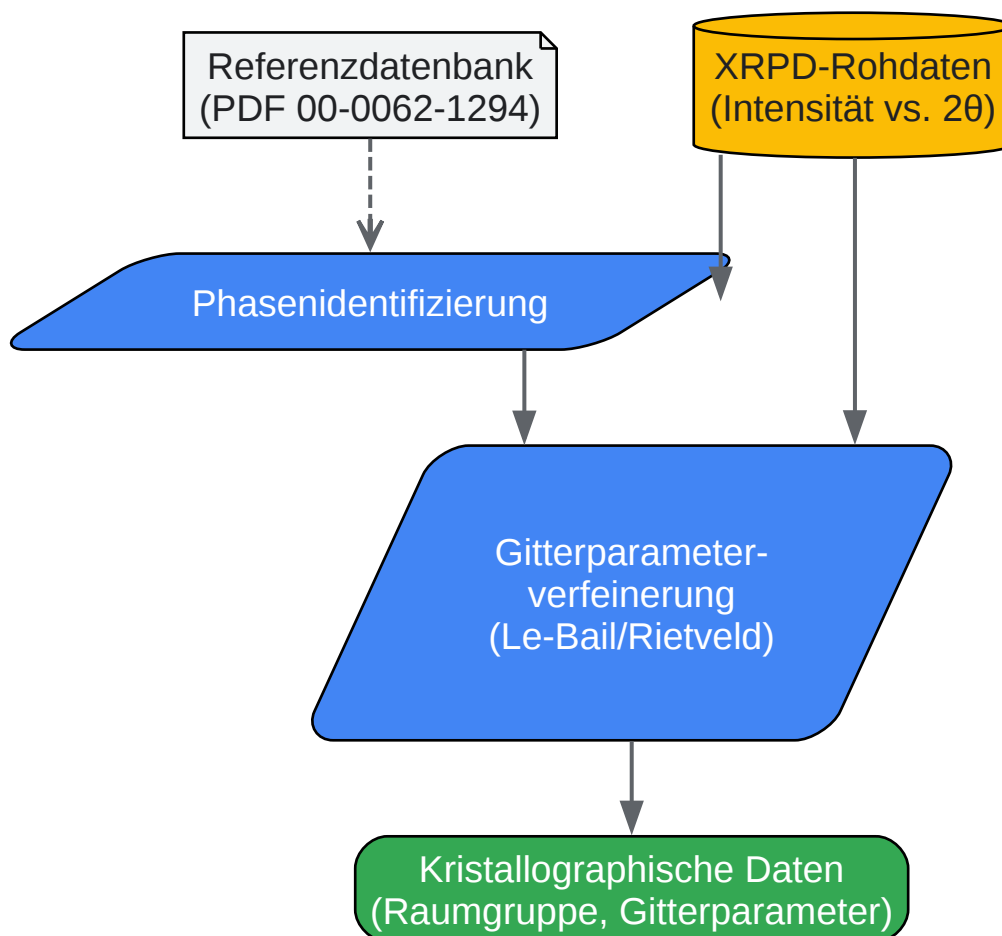 Referenzdatenbank
(PDF 00-0062-1294)
XRPD-Rohdaten
(Intensität vs. 2θ)
Phasenidentifizierung
Gitterparameter-
verfeinerung
(Le-Bail/Rietveld)
Kristallographische Daten
(Raumgruppe, Gitterparameter)